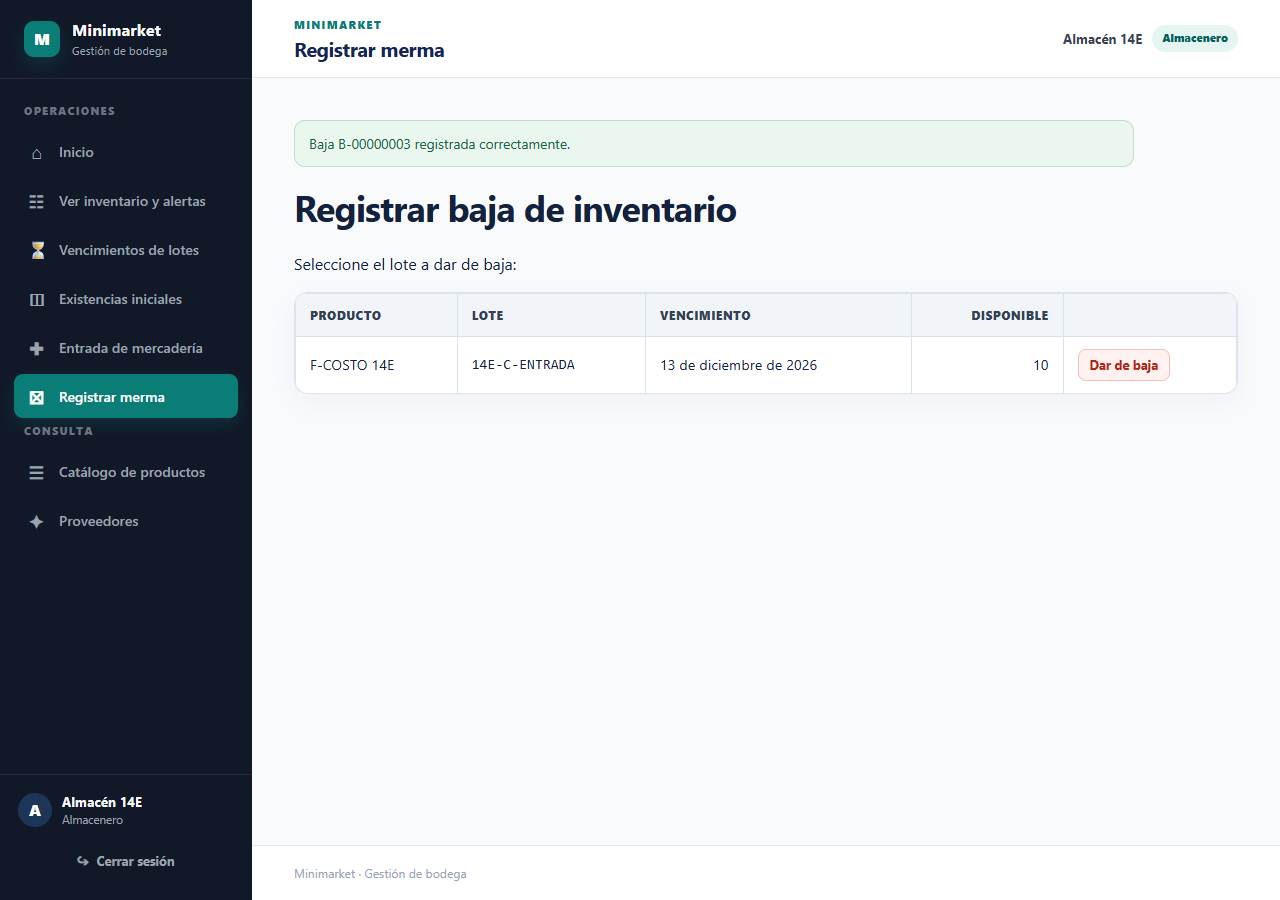 M
Minimarket
Gestión de bodega
OPERACIONES
Inicio
Ver inventario y alertas
Vencimientos de lotes
Existencias iniciales
Entrada de mercadería
Registrar merma
CONSULTA
Catálogo de productos
Proveedores
A
Almacén 14E
Almacenero
Cerrar sesión
MINIMARKET
Registrar merma
Almacén 14E Almacenero
Baja B-00000003 registrada correctamente.
Registrar baja de inventario
Seleccione el lote a dar de baja:
PRODUCTO LOTE VENCIMIENTO DISPONIBLE
F-COSTO 14E 14E-C-ENTRADA 13 de diciembre de 2026 10 Dar de baja
Minimarket · Gestión de bodega